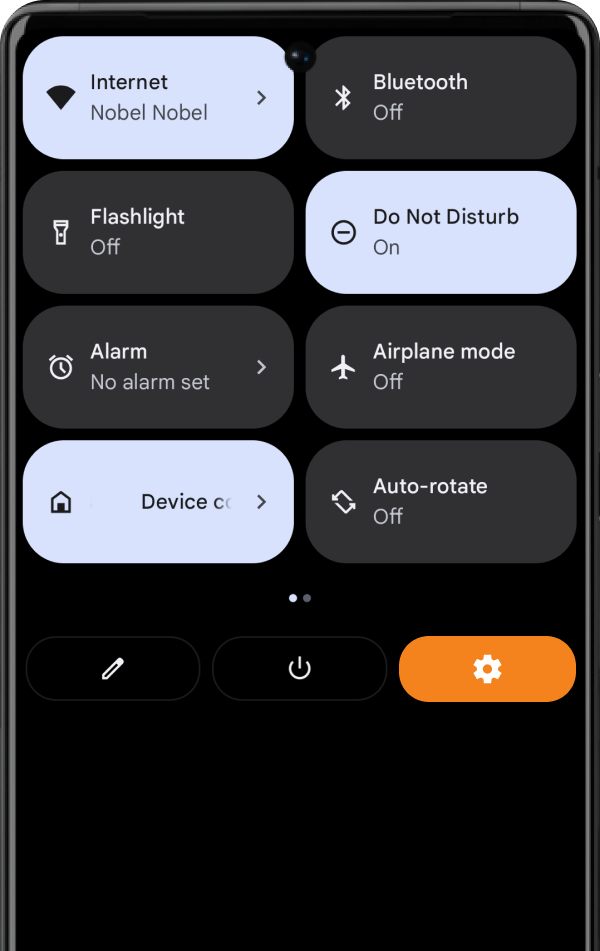 Internet
Nobel Nobel
Bluetooth
Off
Flashlight
Off
Do Not Disturb
On
Alarm
No alarm set
Airplane mode
Off
Device
Auto-rotate
Off